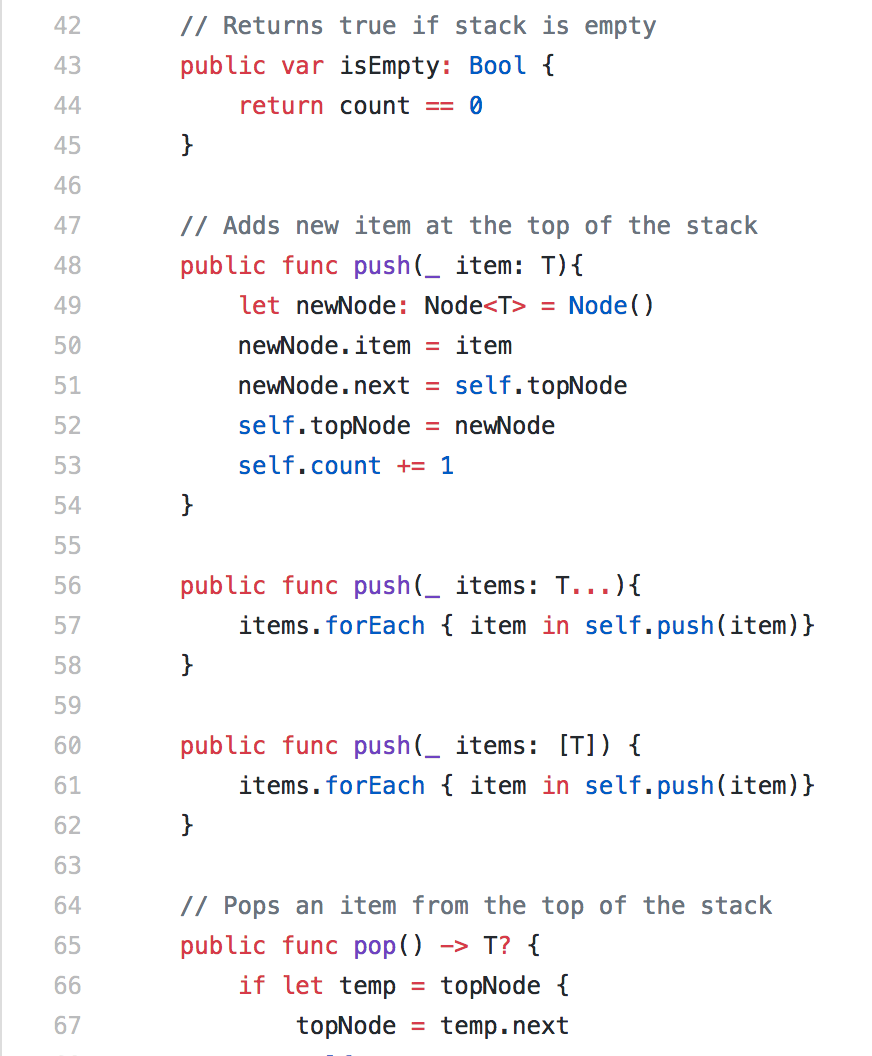 42 // Returns true if stack is empty
43 public var isEmpty: Bool {
44 return count == 0
45 }
46
47 // Adds new item at the top of the stack
48 public func push(_ item: T){
49 let newNode: Node<T> = Node()
50 newNode.item = item
51 newNode.next = self.topNode
52 self.topNode = newNode
53 self.count += 1
54 }
55
56 public func push(_ items: T...){
57 items.forEach { item in self.push(item)}
58 }
59
60 public func push(_ items: [T]) {
61 items.forEach { item in self.push(item)}
62 }
63
64 // Pops an item from the top of the stack
65 public func pop() -> T? {
66 if let temp = topNode {
67 topNode = temp.next